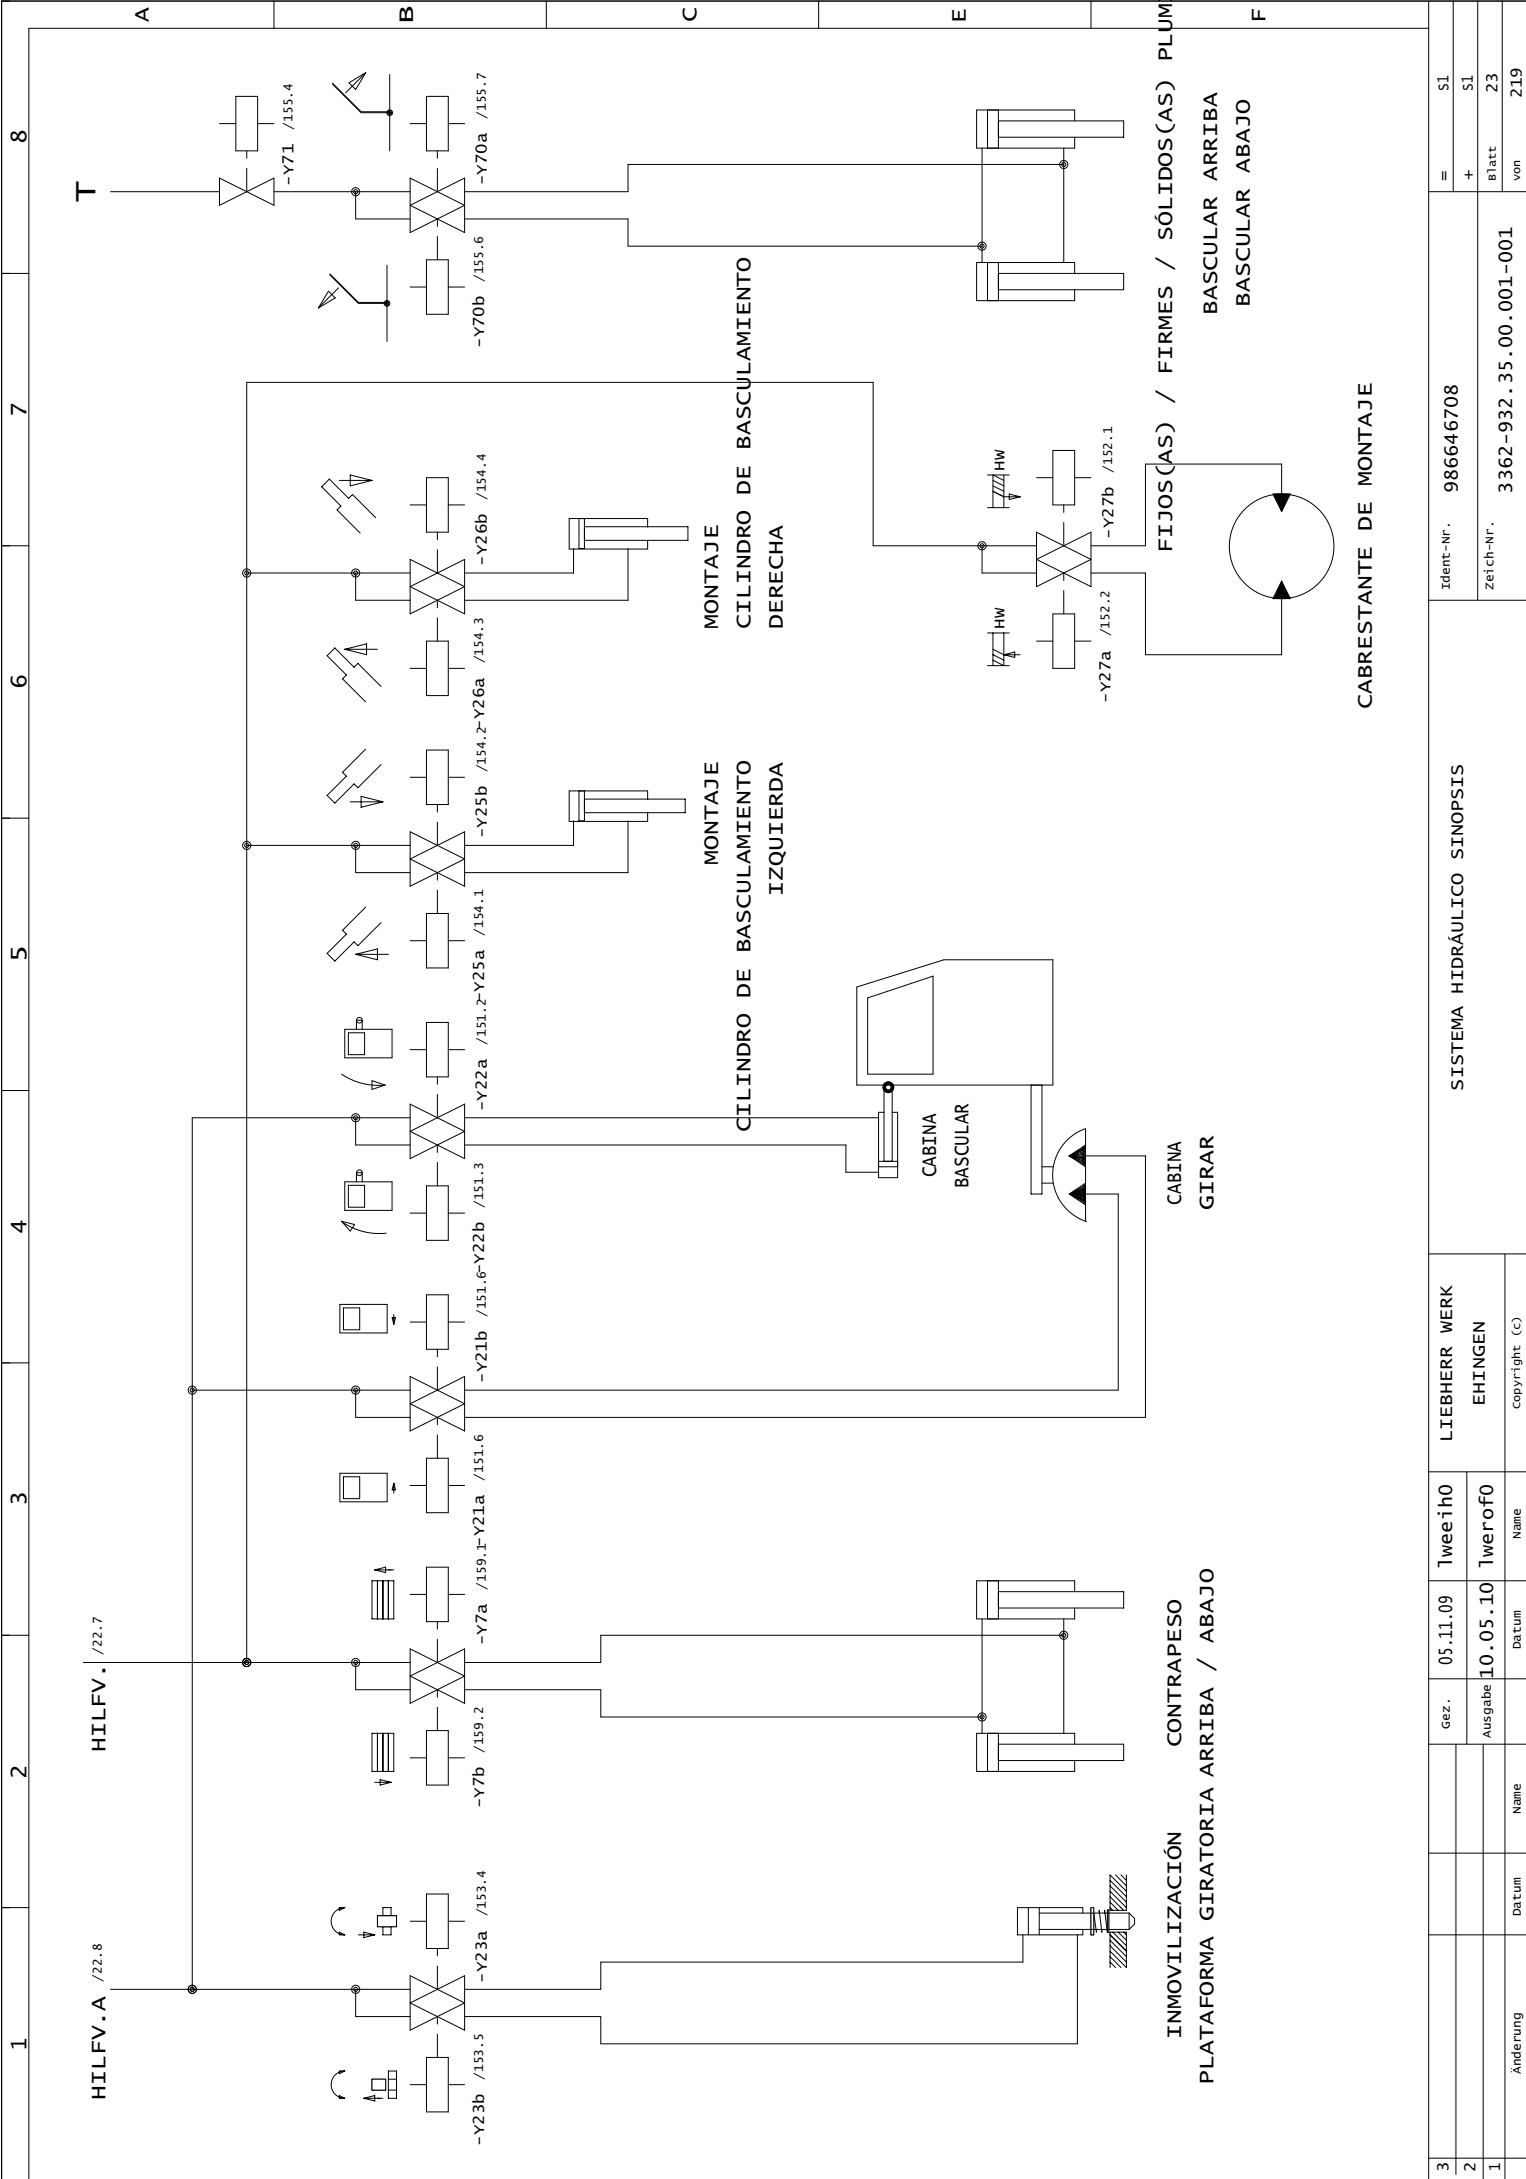 1 2 3 4 5 6 7 8
A
B
C
E
F
HILFV.A /22.8
HILFV. /22.7
T
-Y71 /155.4
-Y23b /153.5
-Y23a /153.4
-Y7b /159.2
-Y7a /159.1
-Y21a /151.6
-Y21b /151.6
-Y22b /151.3
-Y22a /151.2
-Y25a /154.1
-Y25b /154.2
-Y26a /154.3
-Y26b /154.4
-Y70b /155.6
-Y70a /155.7
MONTAJE
CILINDRO DE BASCULAMIENTO
IZQUIERDA
MONTAJE
CILINDRO DE BASCULAMIENTO
DERECHA
HW
HW
-Y27a /152.2
-Y27b /152.1
CABINA
BASCULAR
CABINA
GIRAR
INMOVILIZACIÓN
PLATAFORMA GIRATORIA ARRIBA / ABAJO
CONTRAPESO
FIJOS(AS) / FIRMES / SÓLIDOS(AS) PLUM
BASCULAR ARRIBA
BASCULAR ABAJO
CABRESTANTE DE MONTAJE
3
2
1
Änderung
Datum
Name
Gez. 05.11.09 lweeih0
Ausgabe 10.05.10 lwerof0
Datum
Name
LIEBHERR WERK
EHINGEN
Copyright (c)
SISTEMA HIDRÁULICO SINOPSIS
Ident-Nr. 986646708
Zeich-Nr.
3362-932.35.00.001-001
= S1
+ S1
Blatt 23
von 219